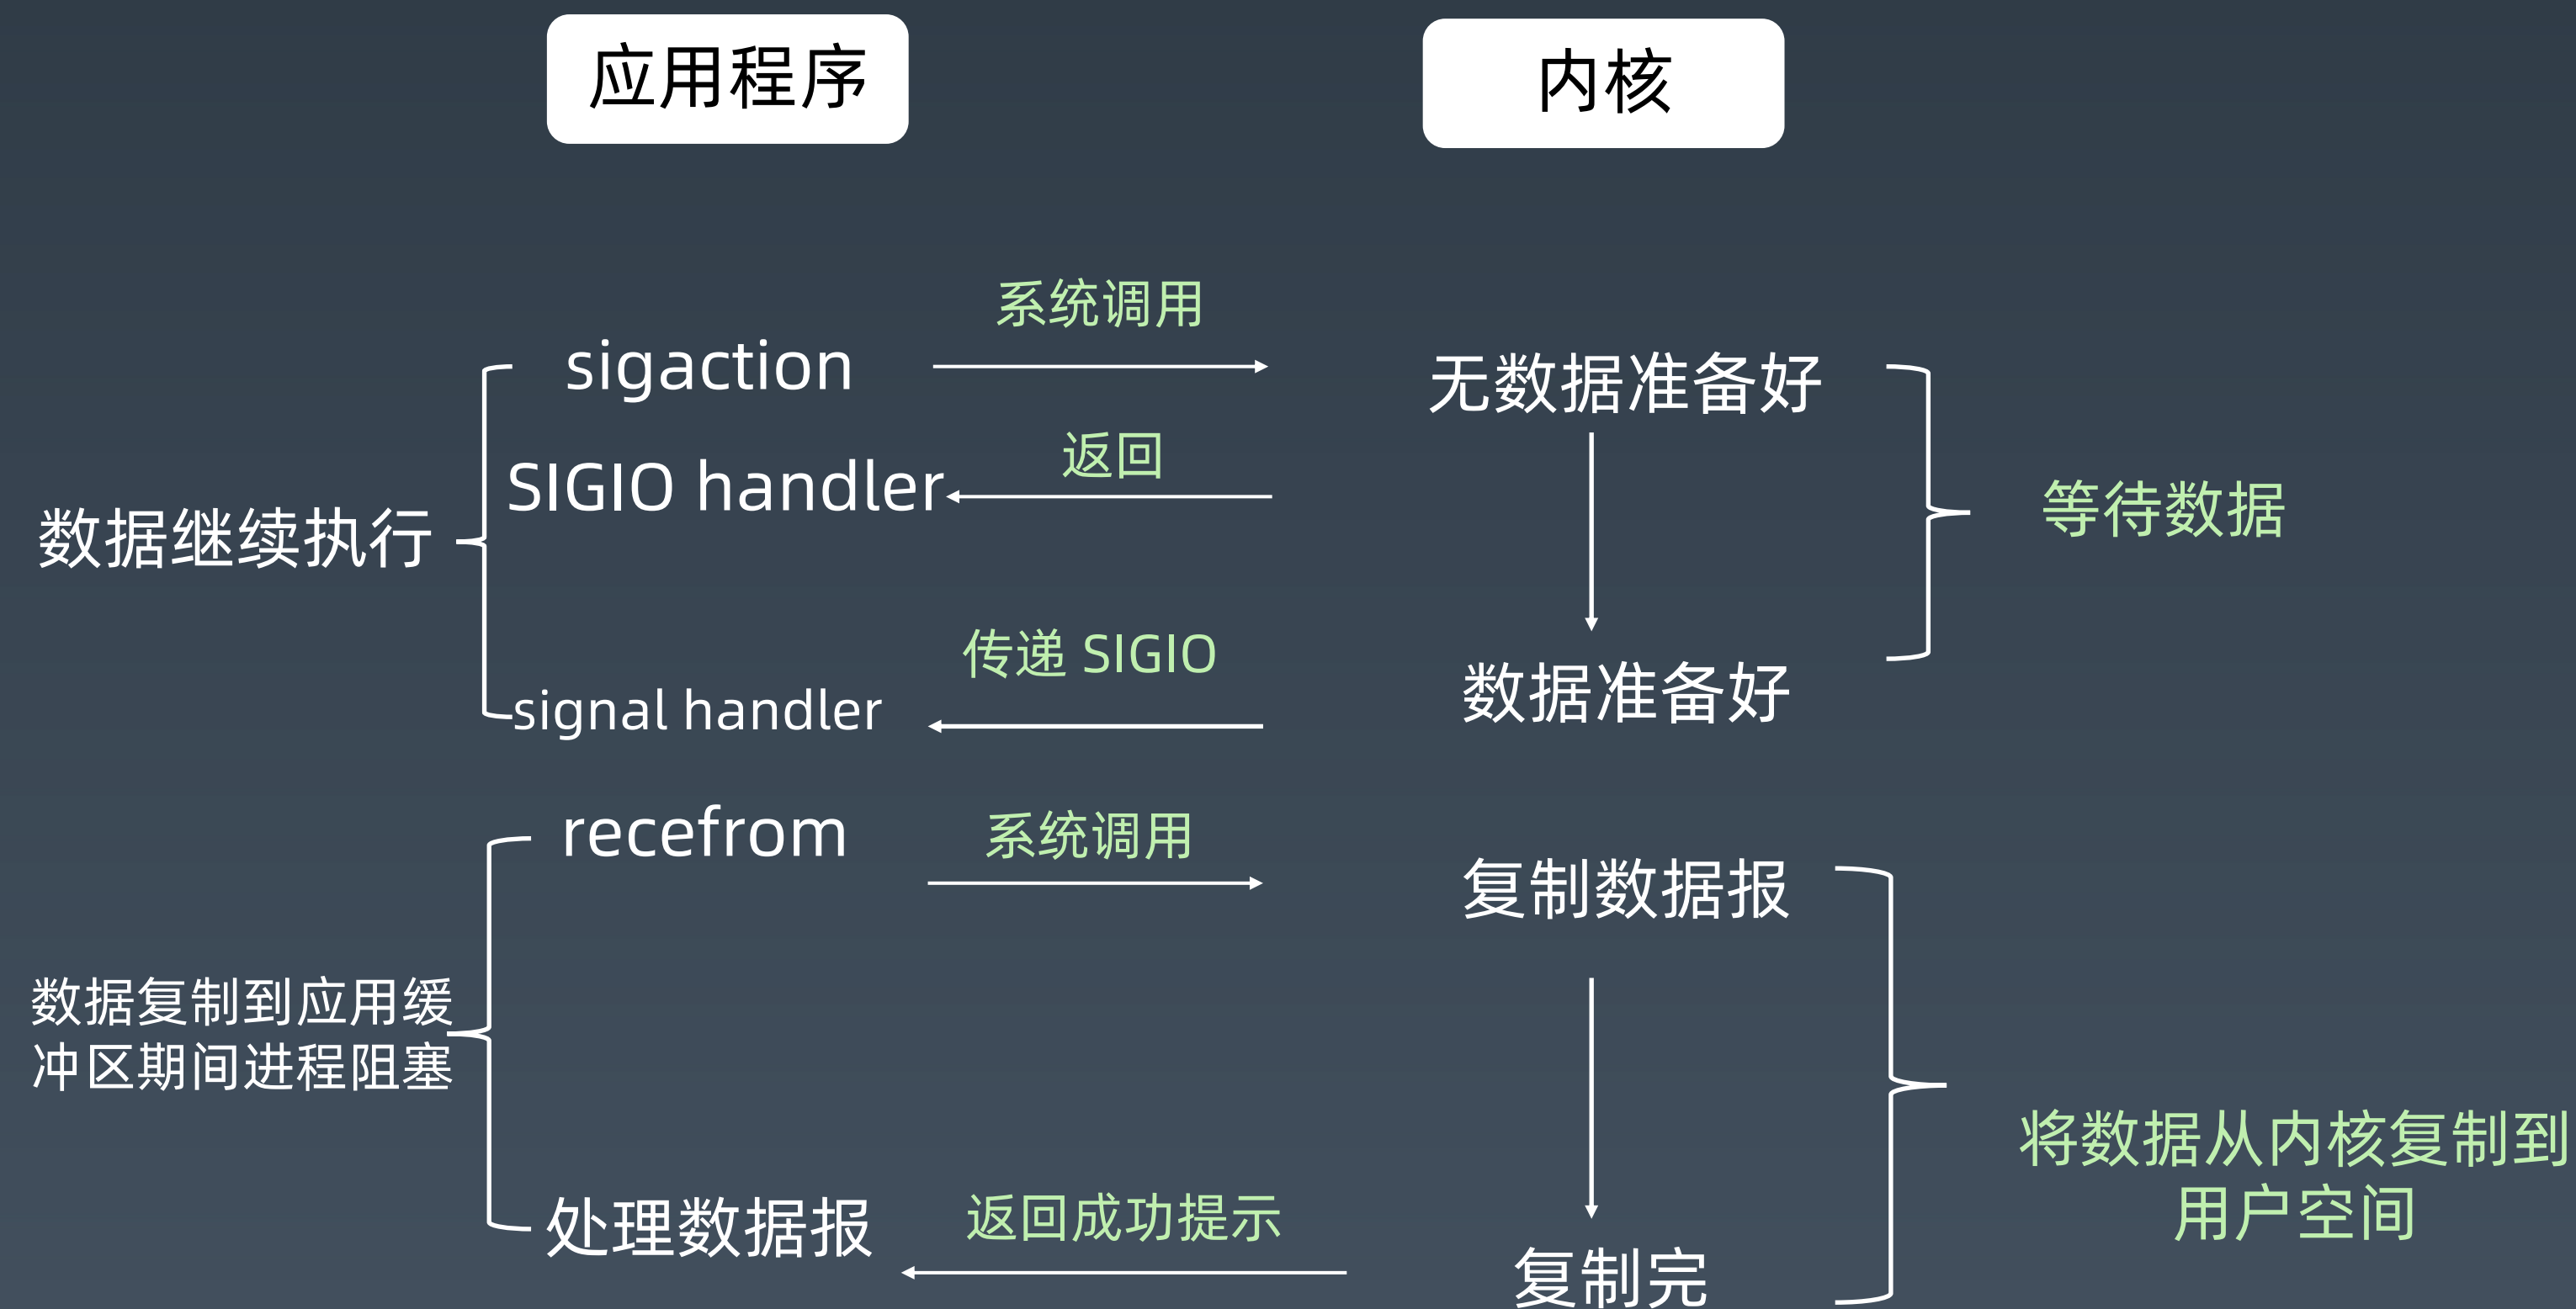 应用程序
内核
系统调用
sigaction
无数据准备好
返回
SIGIO handler
数据继续执行
等待数据
传递 SIGIO
数据准备好
signal handler
recefrom
系统调用
复制数据报
数据复制到应用缓
冲区期间进程阻塞
将数据从内核复制到
用户空间
处理数据报
返回成功提示
复制完